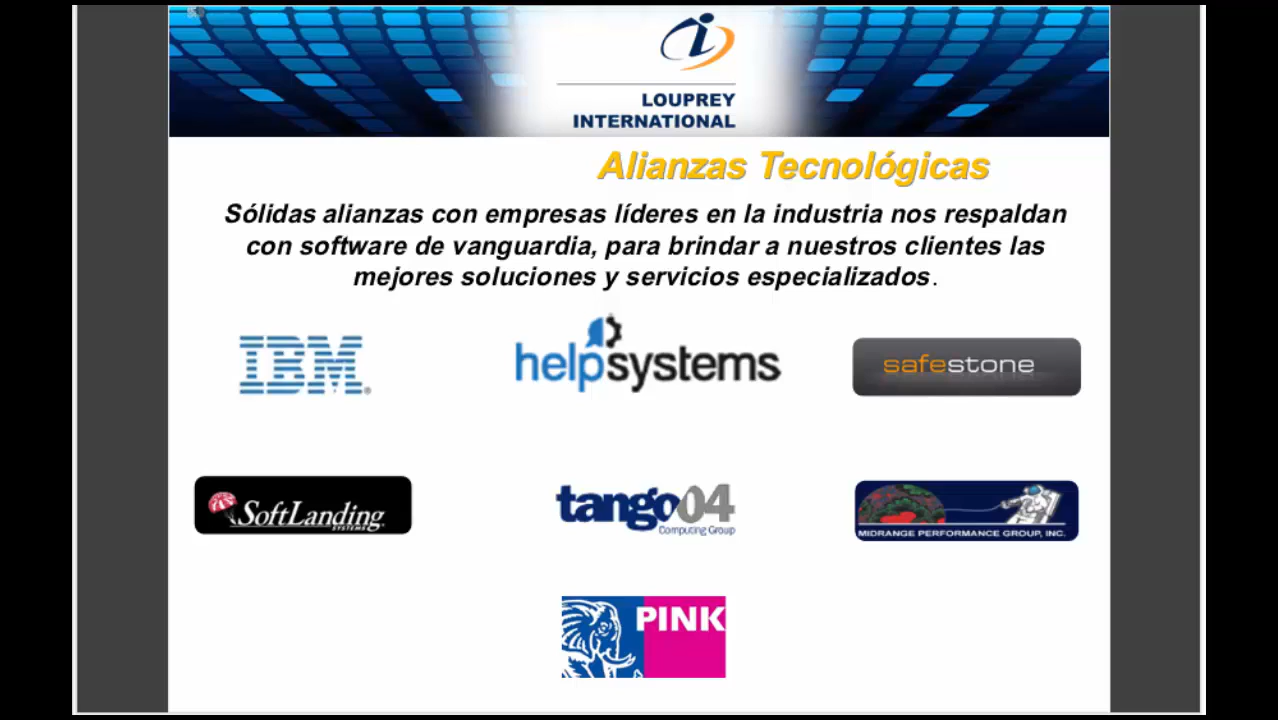 LOUPREY
INTERNATIONAL
Alianzas Tecnológicas
Sólidas alianzas con empresas líderes en la industria nos respaldan
con software de vanguardia, para brindar a nuestros clientes las
mejores soluciones y servicios especializados.
IBM®
helpsystems
safestone
SoftLanding
SYSTEMS
tango04
Computing Group
MIDRANGE PERFORMANCE GROUP, INC.
PINK